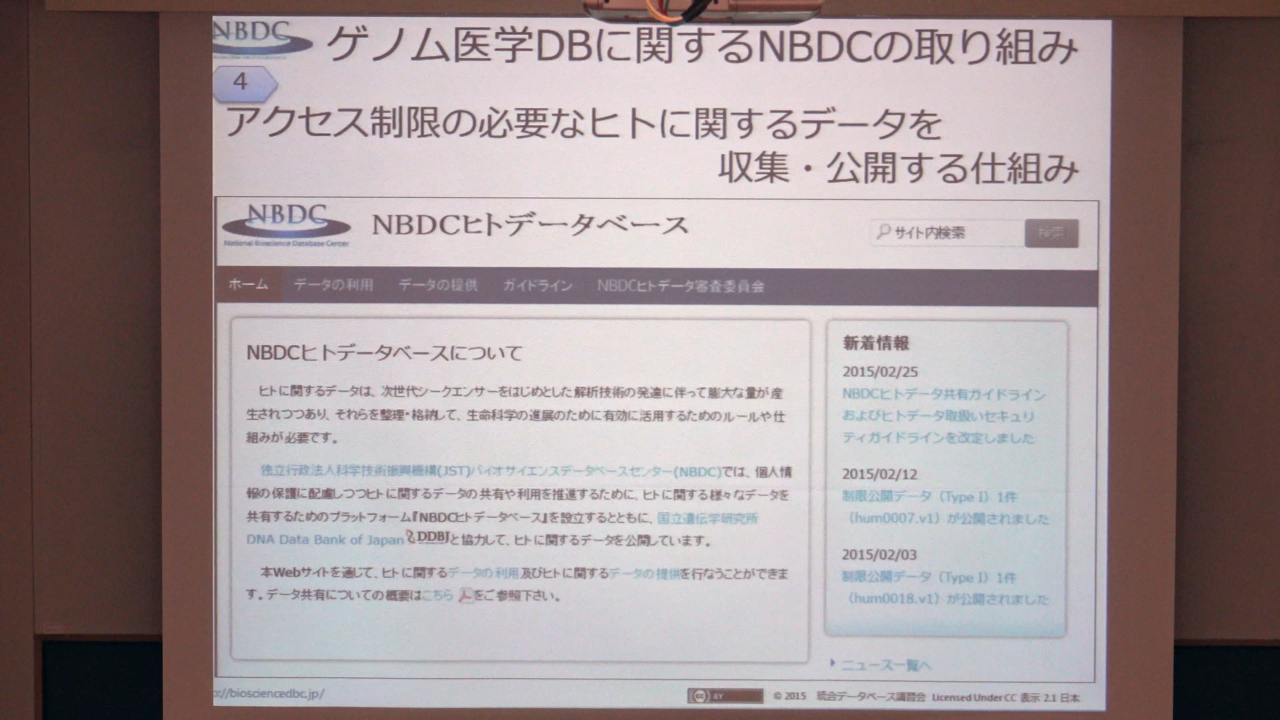 NBDC
ゲノム医学DBに関するNBDCの取り組み
4
アクセス制限の必要なヒトに関するデータを
収集・公開する仕組み
NBDC
National Bioscience Database Center
NBDCヒトデータベース
サイト内検索
検索
ホーム データの利用 データの提供 ガイドライン NBDCヒトデータ審査委員会
NBDCヒトデータベースについて
ヒトに関するデータは、次世代シークエンサーをはじめとした解析技術の発達に伴って膨大な量が産
生されつつあり、それらを整理・格納して、生命科学の進展のために有効に活用するためのルールや仕
組みが必要です。
独立行政法人科学技術振興機構(JST)バイオサイエンスデータベースセンター(NBDC)では、個人情
報の保護に配慮しつつヒトに関するデータの共有や利用を推進するために、ヒトに関する様々なデータを
共有するためのプラットフォーム『NBDCヒトデータベース』を設立するとともに、国立遺伝学研究所
DNA Data Bank of Japan DDBJと協力して、ヒトに関するデータを公開しています。
本Webサイトを通じて、ヒトに関するデータの利用及びヒトに関するデータの提供を行なうことができま
す。データ共有についての概要はこちら をご参照下さい。
新着情報
2015/02/25
NBDCヒトデータ共有ガイドライン
およびヒトデータ取扱いセキュリ
ティガイドラインを改定しました
2015/02/12
制限公開データ（Type I）1件
（hum0007.v1）が公開されました
2015/02/03
制限公開データ（Type I）1件
（hum0018.v1）が公開されました
ニュース一覧へ
://biosciencedbc.jp/
cc BY
© 2015 統合データベース講習会 Licensed Under CC 表示 2.1 日本